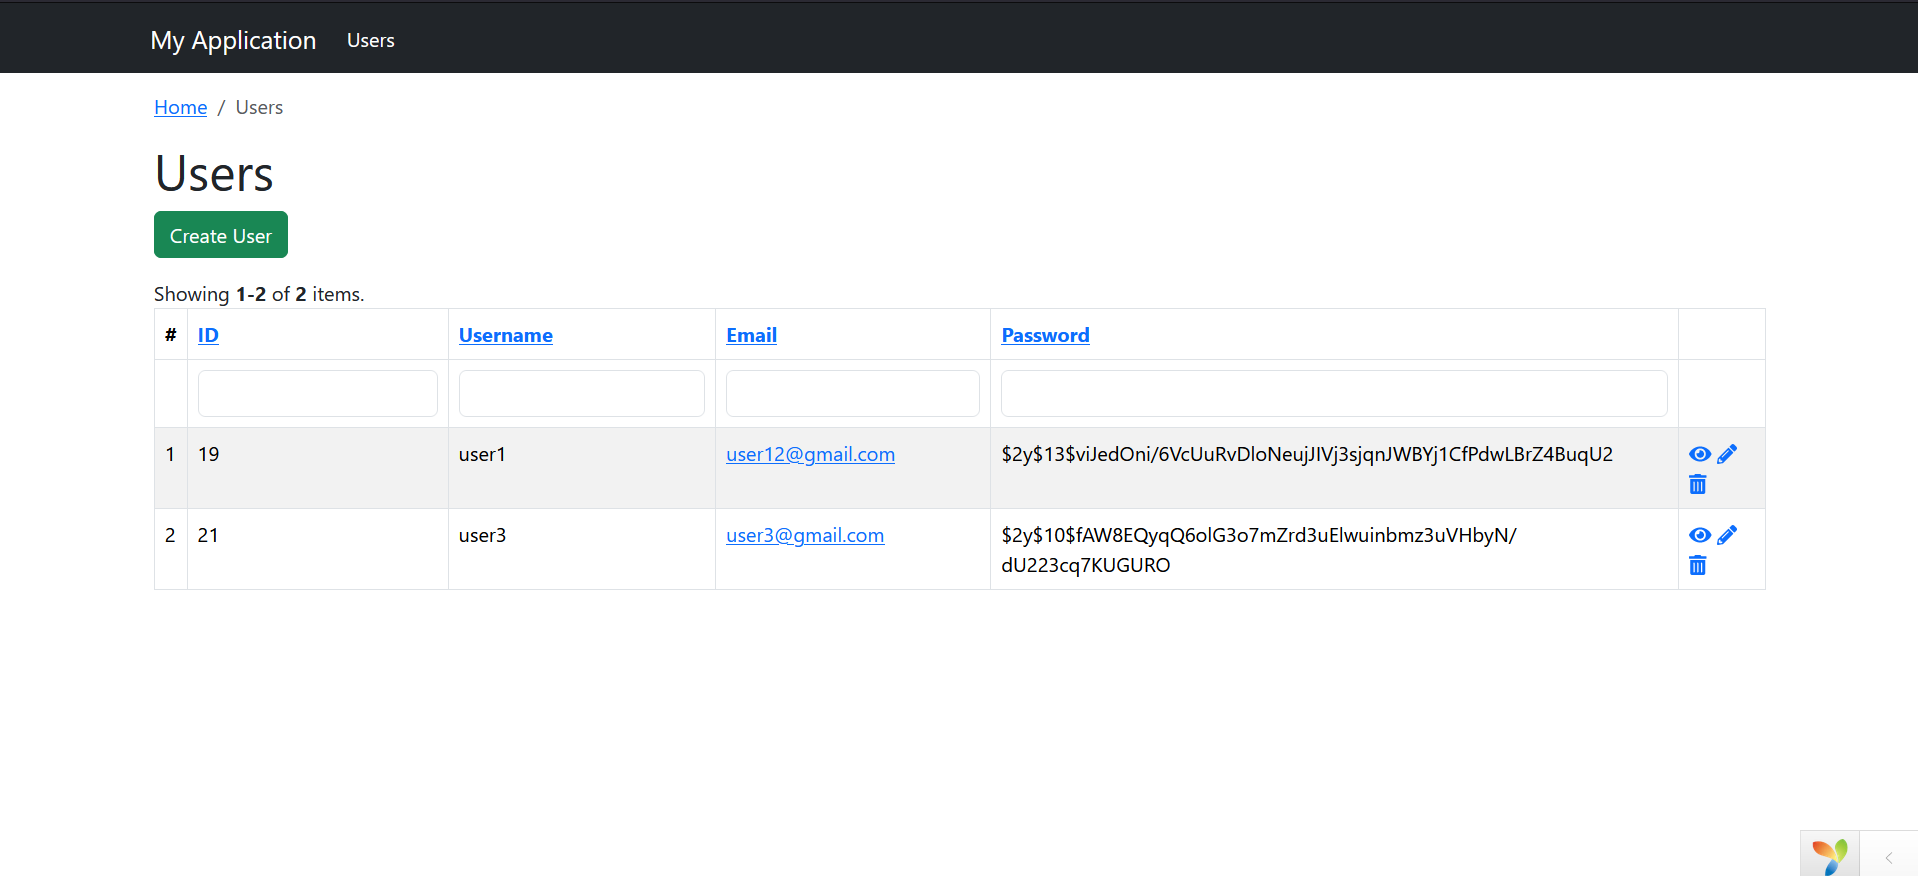 My Application Users
Home / Users
Users
Create User
Showing 1-2 of 2 items.
# ID Username Email Password
1 19 user1 user12@gmail.com $2y$13$viJedOni/6VcUuRvDloNeujJIVj3sjqnJWBYj1CfPdwLBrZ4BuqU2
2 21 user3 user3@gmail.com $2y$10$fAW8EQyqQ6olG3o7mZrd3uElwuinbmz3uVHbyN/
dU223cq7KUGURO